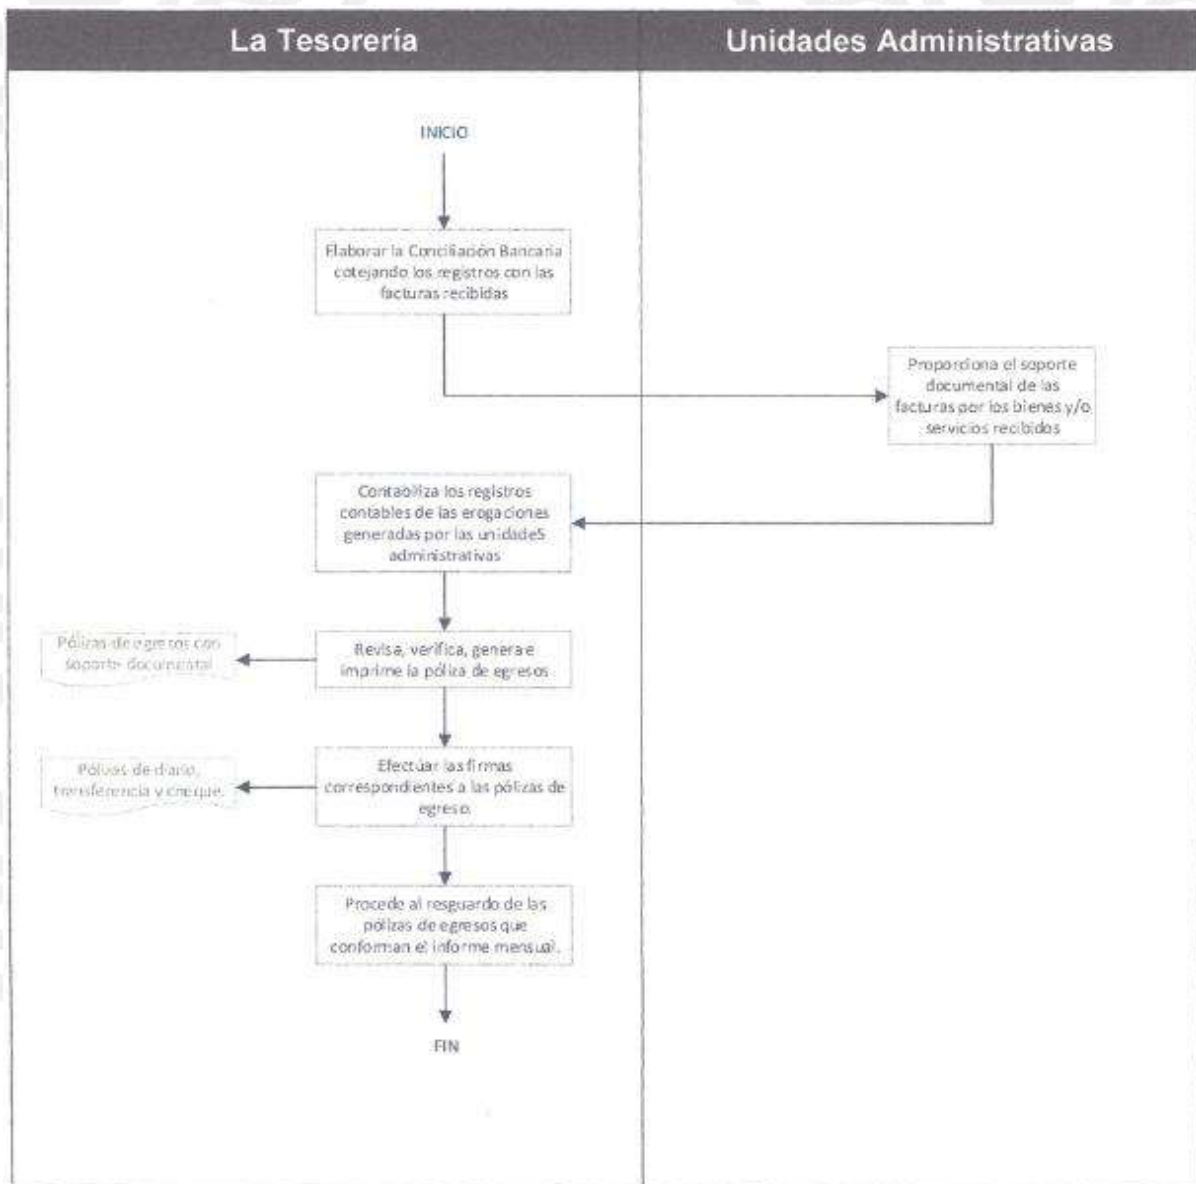 La Tesorería
Unidades Administrativas
INICIO
Elaborar la Conciliación Bancaria
cotejando los registros con las
facturas recibidas
Proporciona el soporte
documental de las
facturas por los bienes y/o
servicios recibidos
Contabiliza los registros
contables de las erogaciones
generadas por las unidadeS
administrativas
Pólizas de egresos con
soporte documental
Revisa, verifica, genera e
imprime la póliza de egresos
Pólizas de diario,
transferencia y cheque.
Efectúar las firmas
correspondientes a las pólizas de
egreso.
Procede al resguardo de las
pólizas de egresos que
conforman el informe mensual.
FIN